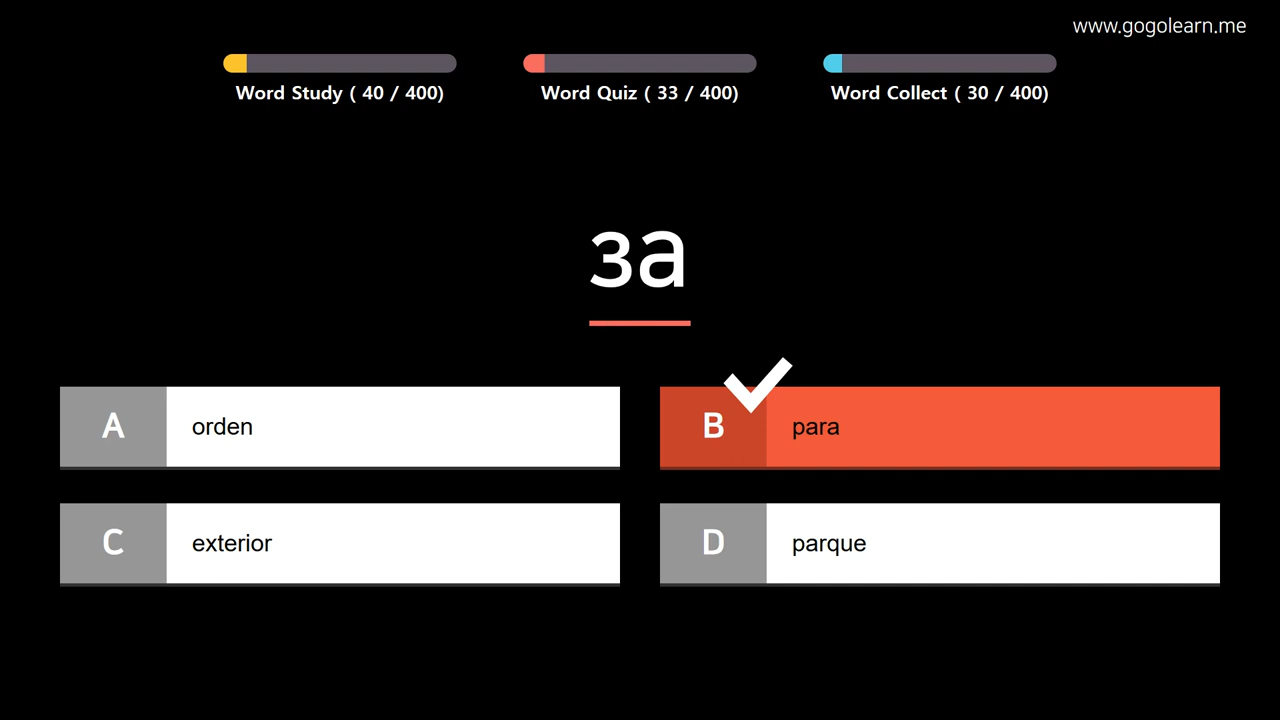 www.gogolearn.me
Word Study ( 40 / 400)
Word Quiz ( 33 / 400)
Word Collect ( 30 / 400)
за
A orden
B para
C exterior
D parque